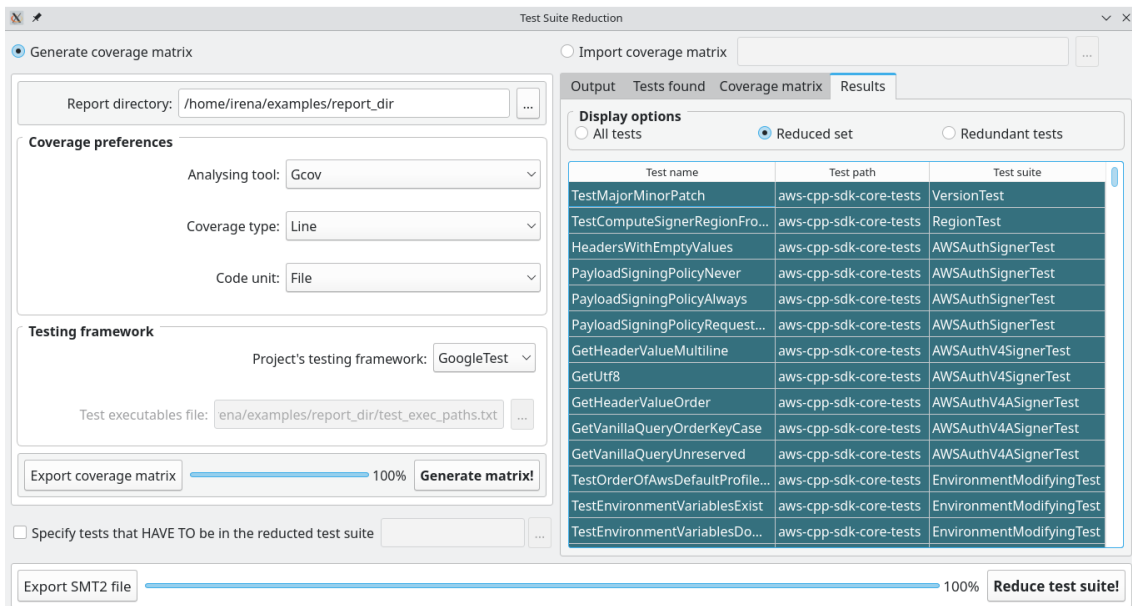 Test Suite Reduction
Generate coverage matrix
Import coverage matrix
...
Report directory: /home/irena/examples/report_dir ...
Coverage preferences
Analysing tool: Gcov
Coverage type: Line
Code unit: File
Testing framework
Project's testing framework: GoogleTest
Test executables file: ena/examples/report_dir/test_exec_paths.txt ...
Export coverage matrix 100% Generate matrix!
Specify tests that HAVE TO be in the reducted test suite ...
Output Tests found Coverage matrix Results
Display options
All tests Reduced set Redundant tests
Test name Test path Test suite
TestMajorMinorPatch aws-cpp-sdk-core-tests VersionTest
TestComputeSignerRegionFro... aws-cpp-sdk-core-tests RegionTest
HeadersWithEmptyValues aws-cpp-sdk-core-tests AWSAuthSignerTest
PayloadSigningPolicyNever aws-cpp-sdk-core-tests AWSAuthSignerTest
PayloadSigningPolicyAlways aws-cpp-sdk-core-tests AWSAuthSignerTest
PayloadSigningPolicyRequest... aws-cpp-sdk-core-tests AWSAuthSignerTest
GetHeaderValueMultiline aws-cpp-sdk-core-tests AWSAuthV4SignerTest
GetUtf8 aws-cpp-sdk-core-tests AWSAuthV4SignerTest
GetHeaderValueOrder aws-cpp-sdk-core-tests AWSAuthV4ASignerTest
GetVanillaQueryOrderKeyCase aws-cpp-sdk-core-tests AWSAuthV4ASignerTest
GetVanillaQueryUnreserved aws-cpp-sdk-core-tests AWSAuthV4ASignerTest
TestOrderOfAwsDefaultProfile... aws-cpp-sdk-core-tests EnvironmentModifyingTest
TestEnvironmentVariablesExist aws-cpp-sdk-core-tests EnvironmentModifyingTest
TestEnvironmentVariablesDo... aws-cpp-sdk-core-tests EnvironmentModifyingTest
Export SMT2 file 100% Reduce test suite!